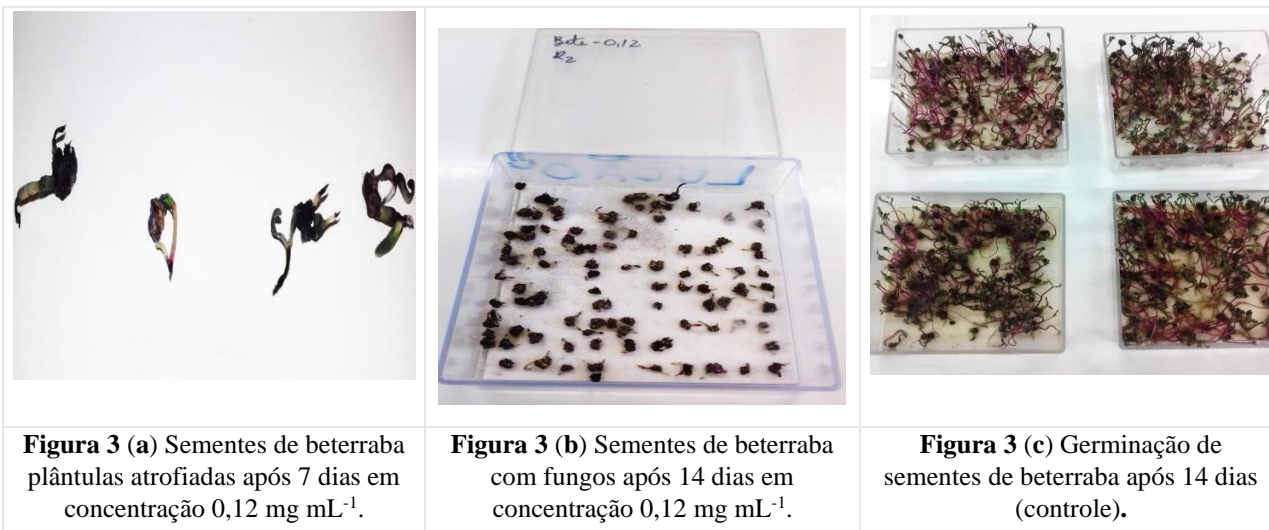 Bete-0,12
R2
Figura 3 (a) Sementes de beterraba
plântulas atrofiadas após 7 dias em
concentração 0,12 mg mL-1.
Figura 3 (b) Sementes de beterraba
com fungos após 14 dias em
concentração 0,12 mg mL-1.
Figura 3 (c) Germinação de
sementes de beterraba após 14 dias
(controle).